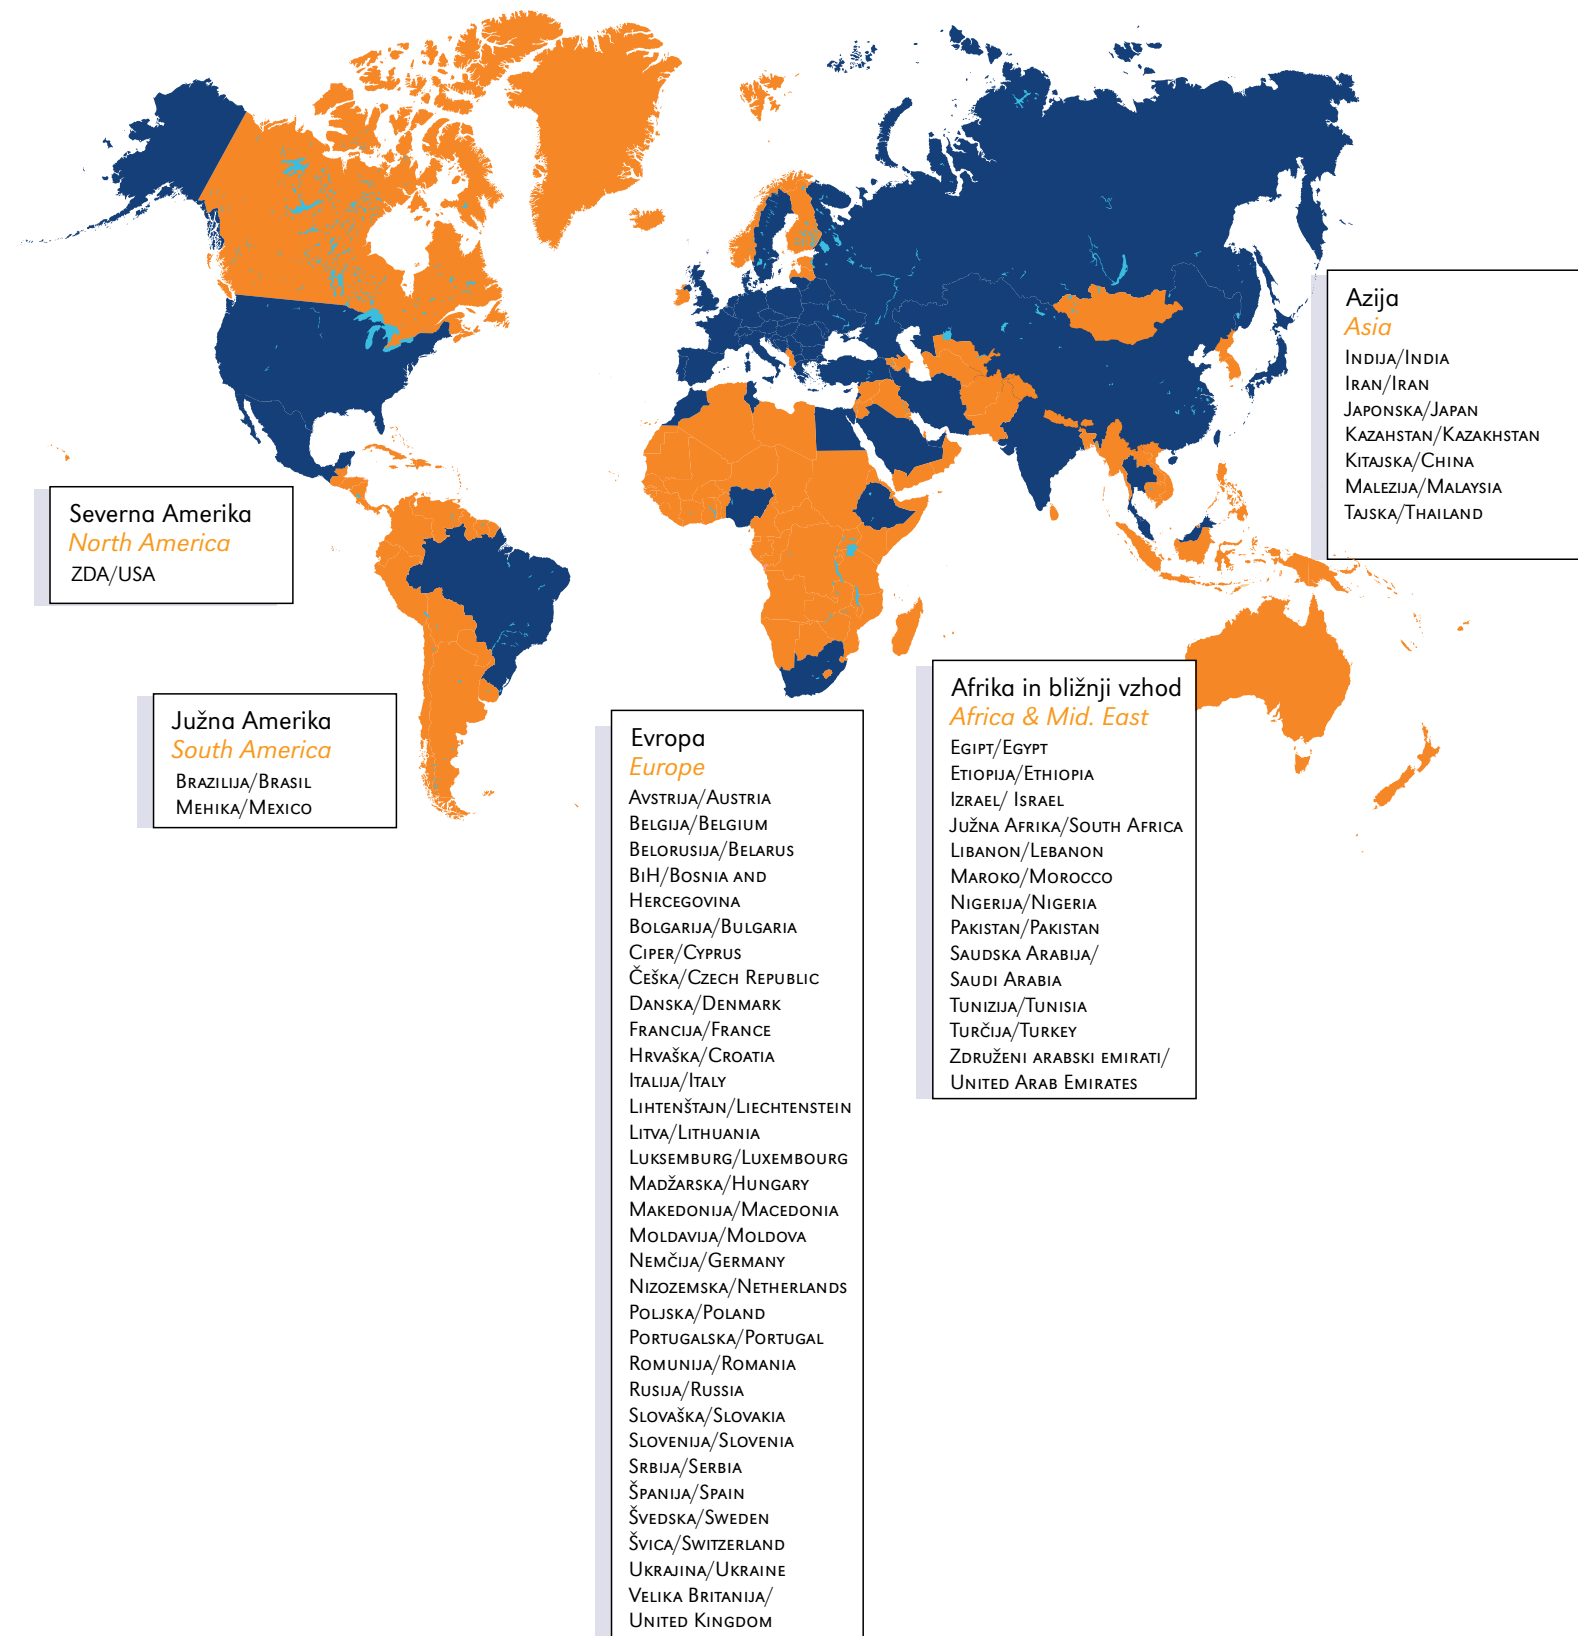 Azija
Asia
Indija/India
Iran/Iran
Japonska/Japan
Kazahstan/Kazakhstan
Kitajska/China
Malezija/Malaysia
Tajska/Thailand
Severna Amerika
North America
ZDA/USA
Južna Amerika
South America
Brazilija/Brasil
Mehika/Mexico
Evropa
Europe
Avstrija/Austria
Belgija/Belgium
Belorusija/Belarus
BiH/Bosnia and
Hercegovina
Bolgarija/Bulgaria
Ciper/Cyprus
Češka/Czech Republic
Danska/Denmark
Francija/France
Hrvaška/Croatia
Italija/Italy
Lihtenštajn/Liechtenstein
Litva/Lithuania
Luksemburg/Luxembourg
Madžarska/Hungary
Makedonija/Macedonia
Moldavija/Moldova
Nemčija/Germany
Nizozemska/Netherlands
Poljska/Poland
Portugalska/Portugal
Romunija/Romania
Rusija/Russia
Slovaška/Slovakia
Slovenija/Slovenia
Srbija/Serbia
Španija/Spain
Švedska/Sweden
Švica/Switzerland
Ukrajina/Ukraine
Velika Britanija/
United Kingdom
Afrika in bližnji vzhod
Africa & Mid. East
Egipt/Egypt
Etiopija/Ethiopia
Izrael/ Israel
Južna Afrika/South Africa
Libanon/Lebanon
Maroko/Morocco
Nigerija/Nigeria
Pakistan/Pakistan
Saudska Arabija/
Saudi Arabia
Tunizija/Tunisia
Turčija/Turkey
Združeni arabski emirati/
United Arab Emirates